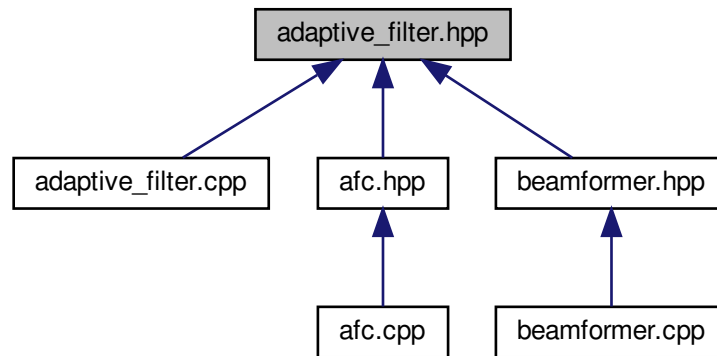 adaptive_filter.hpp
adaptive_filter.cpp
afc.hpp
beamformer.hpp
afc.cpp
beamformer.cpp